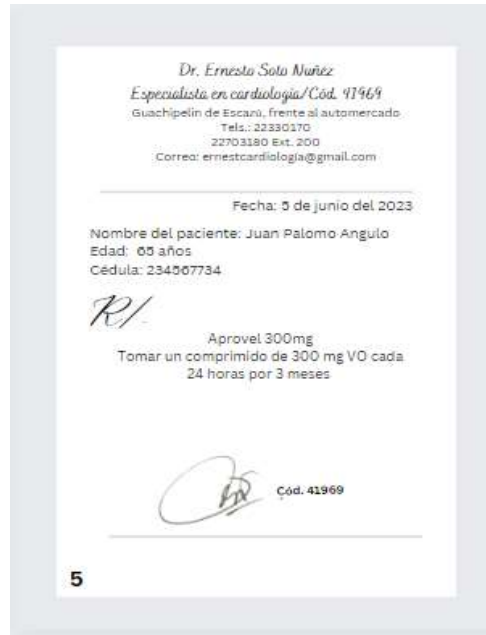 Dr. Ernesto Soto Nuñez
Especialista en cardiología/Cód. 41969
Guachipelín de Escazú, frente al automercado
Tels.: 22330170
22703180 Ext. 200
Correo: ernestcardiologia@gmail.com
Fecha: 5 de junio del 2023
Nombre del paciente: Juan Palomo Angulo
Edad: 65 años
Cédula: 234567734
R/.
Aprovel 300mg
Tomar un comprimido de 300 mg VO cada
24 horas por 3 meses
Cód. 41969
5